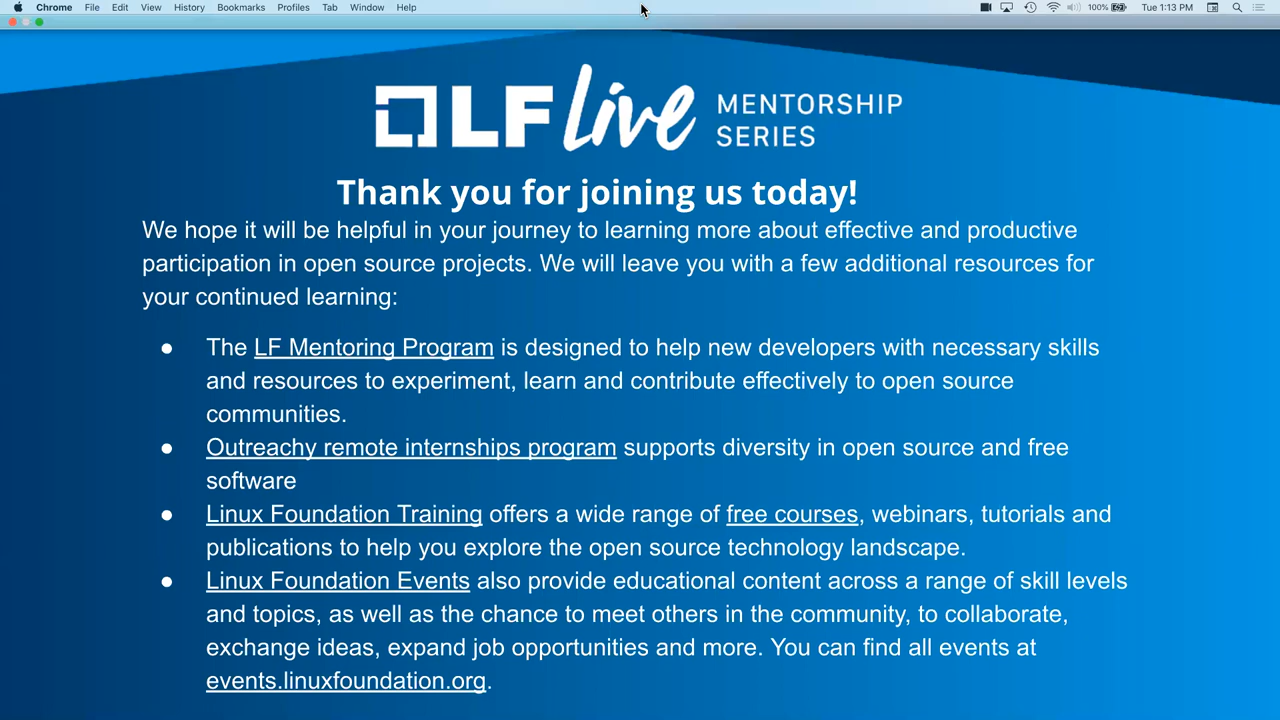 Chrome File Edit View History Bookmarks Profiles Tab Window Help 100% Tue 1:13 PM
LF Live MENTORSHIP
SERIES
Thank you for joining us today!
We hope it will be helpful in your journey to learning more about effective and productive
participation in open source projects. We will leave you with a few additional resources for
your continued learning:
● The LF Mentoring Program is designed to help new developers with necessary skills
and resources to experiment, learn and contribute effectively to open source
communities.
● Outreachy remote internships program supports diversity in open source and free
software
● Linux Foundation Training offers a wide range of free courses, webinars, tutorials and
publications to help you explore the open source technology landscape.
● Linux Foundation Events also provide educational content across a range of skill levels
and topics, as well as the chance to meet others in the community, to collaborate,
exchange ideas, expand job opportunities and more. You can find all events at
events.linuxfoundation.org.